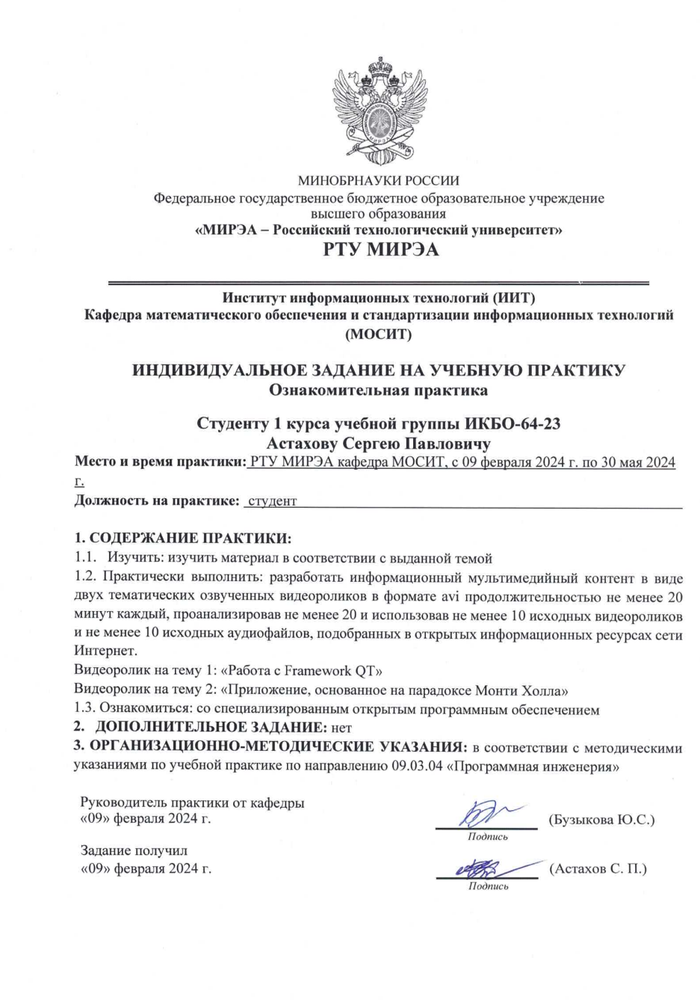 МИНОБРНАУКИ РОССИИ
Федеральное государственное бюджетное образовательное учреждение
высшего образования
«МИРЭА – Российский технологический университет»
РТУ МИРЭА
Институт информационных технологий (ИИТ)
Кафедра математического обеспечения и стандартизации информационных технологий
(МОСИТ)
ИНДИВИДУАЛЬНОЕ ЗАДАНИЕ НА УЧЕБНУЮ ПРАКТИКУ
Ознакомительная практика
Студенту 1 курса учебной группы ИКБО-64-23
Астахову Сергею Павловичу
Место и время практики: РТУ МИРЭА кафедра МОСИТ, с 09 февраля 2024 г. по 30 мая 2024
г.
Должность на практике: студент
1. СОДЕРЖАНИЕ ПРАКТИКИ:
1.1. Изучить: изучить материал в соответствии с выданной темой
1.2. Практически выполнить: разработать информационный мультимедийный контент в виде
двух тематических озвученных видеороликов в формате avi продолжительностью не менее 20
минут каждый, проанализировав не менее 20 и использовав не менее 10 исходных видеороликов
и не менее 10 исходных аудиофайлов, подобранных в открытых информационных ресурсах сети
Интернет.
Видеоролик на тему 1: «Работа с Framework QT»
Видеоролик на тему 2: «Приложение, основанное на парадоксе Монти Холла»
1.3. Ознакомиться: со специализированным открытым программным обеспечением
2. ДОПОЛНИТЕЛЬНОЕ ЗАДАНИЕ: нет
3. ОРГАНИЗАЦИОННО-МЕТОДИЧЕСКИЕ УКАЗАНИЯ: в соответствии с методическими
указаниями по учебной практике по направлению 09.03.04 «Программная инженерия»
Руководитель практики от кафедры
«09» февраля 2024 г. (Бузыкова Ю.С.)
Подпись
Задание получил
«09» февраля 2024 г. (Астахов С. П.)
Подпись